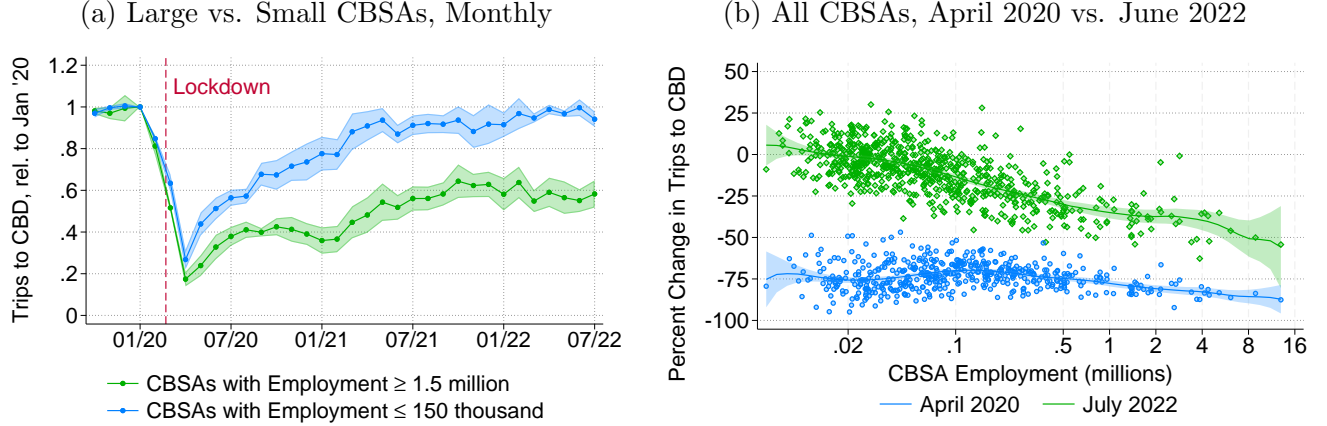 (a) Large vs. Small CBSAs, Monthly
Trips to CBD, rel. to Jan '20
1.2
1
.8
.6
.4
.2
0
Lockdown
01/20 07/20 01/21 07/21 01/22 07/22
CBSAs with Employment ≥ 1.5 million
CBSAs with Employment ≤ 150 thousand
(b) All CBSAs, April 2020 vs. June 2022
Percent Change in Trips to CBD
50
25
0
-25
-50
-75
-100
.02 .1 .5 1 2 4 8 16
CBSA Employment (millions)
April 2020 July 2022